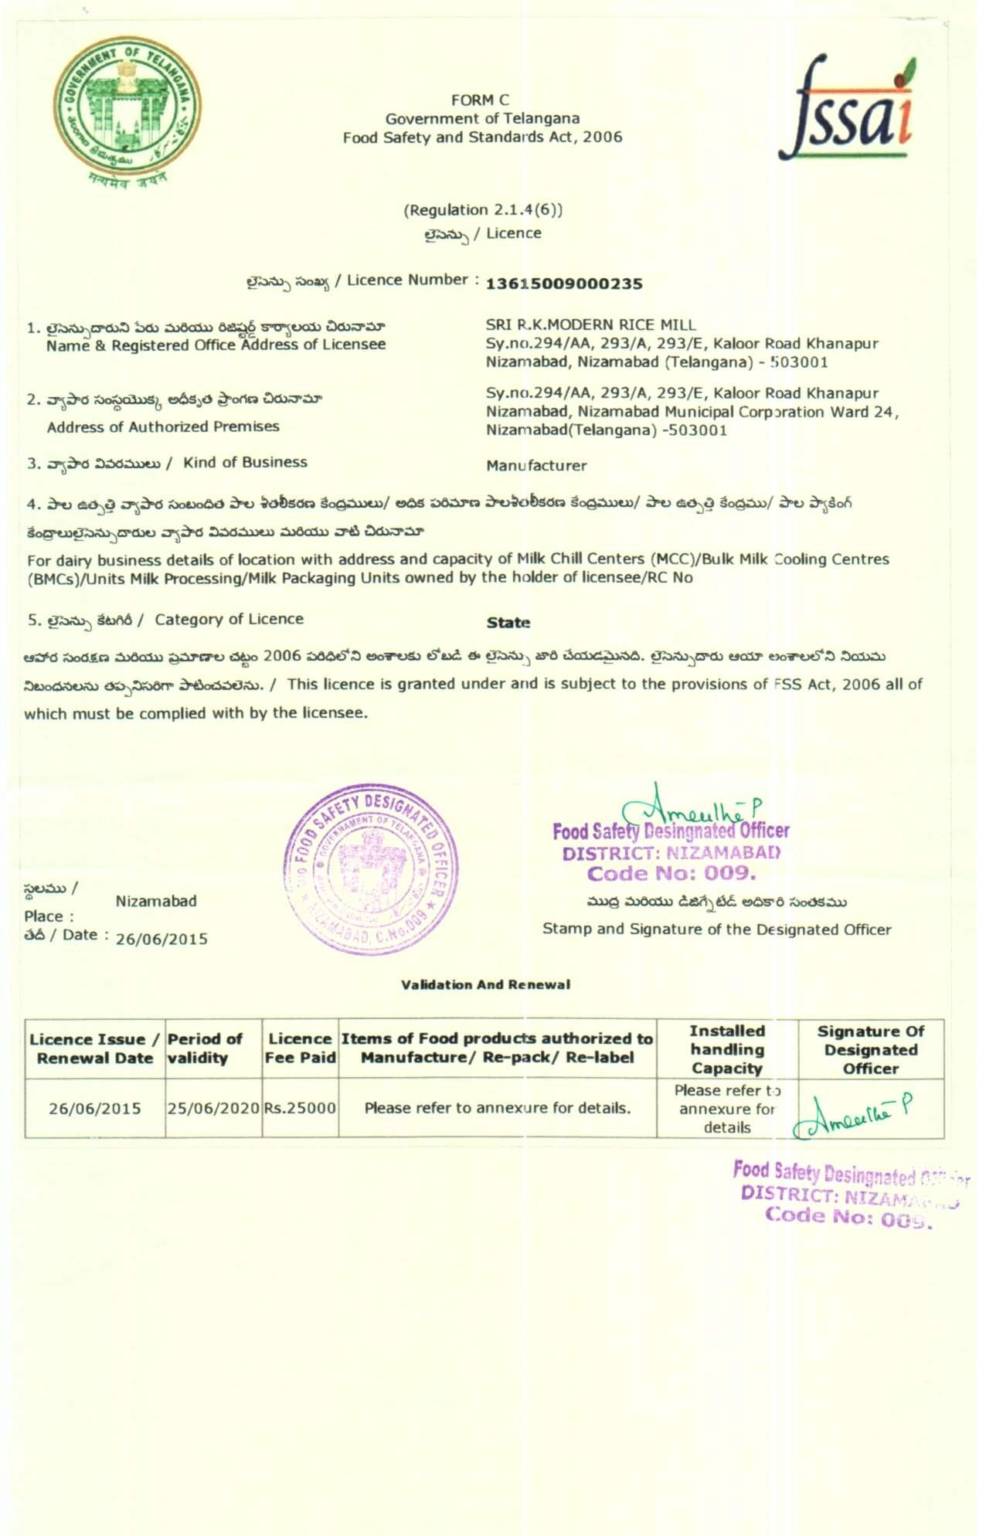 GOVERNMENT OF TELANGANA
सत्यमेव जयते
fssai
FORM C
Government of Telangana
Food Safety and Standards Act, 2006
(Regulation 2.1.4(6))
లైసెన్సు / Licence
లైసెన్సు సంఖ్య / Licence Number : 13615009000235
1. లైసెన్సుదారుని పేరు మరియు రిజిష్టర్డ్ కార్యాలయ చిరునామా
Name & Registered Office Address of Licensee
SRI R.K.MODERN RICE MILL
Sy.no.294/AA, 293/A, 293/E, Kaloor Road Khanapur
Nizamabad, Nizamabad (Telangana) - 503001
2. వ్యాపార సంస్థయొక్క అధీకృత ప్రాంగణ చిరునామా
Address of Authorized Premises
Sy.no.294/AA, 293/A, 293/E, Kaloor Road Khanapur
Nizamabad, Nizamabad Municipal Corporation Ward 24,
Nizamabad(Telangana) -503001
3. వ్యాపార వివరములు / Kind of Business
Manufacturer
4. పాల ఉత్పత్తి వ్యాపార సంబంధిత పాల శీతలీకరణ కేంద్రములు/ అధిక పరిమాణ పాలశీతలీకరణ కేంద్రములు/ పాల ఉత్పత్తి కేంద్రము/ పాల ప్యాకింగ్
కేంద్రాలులైసెన్సుదారుల వ్యాపార వివరములు మరియు వాటి చిరునామా
For dairy business details of location with address and capacity of Milk Chill Centers (MCC)/Bulk Milk Cooling Centres
(BMCs)/Units Milk Processing/Milk Packaging Units owned by the holder of licensee/RC No
5. లైసెన్సు కేటగిరీ / Category of Licence
State
ఆహార సంరక్షణ మరియు ప్రమాణాల చట్టం 2006 పరిధిలోని అంశాలకు లోబడి ఈ లైసెన్సు జారి చేయడమైనది. లైసెన్సుదారు ఆయా అంశాలలోని నియమ
నిబంధనలను తప్పనిసరిగా పాటించవలెను. / This licence is granted under and is subject to the provisions of FSS Act, 2006 all of
which must be complied with by the licensee.
FOOD SAFETY DESIGNATED OFFICER
GOVERNAMENT OF TELANGANA
NIZAMABAD, C.No.009
Food Safety Desingnated Officer
DISTRICT: NIZAMABAD
Code No: 009.
ముద్ర మరియు డిజిగ్నేటేడ్ అధికారి సంతకము
Stamp and Signature of the Designated Officer
స్థలము /
Place :
Nizamabad
తేదీ / Date : 26/06/2015
Validation And Renewal
Licence Issue / Renewal Date
Period of validity
Licence Fee Paid
Items of Food products authorized to Manufacture/ Re-pack/ Re-label
Installed handling Capacity
Signature Of Designated Officer
26/06/2015
25/06/2020
Rs.25000
Please refer to annexure for details.
Please refer to annexure for details
Food Safety Desingnated Officer
DISTRICT: NIZAMABAD
Code No: 009.